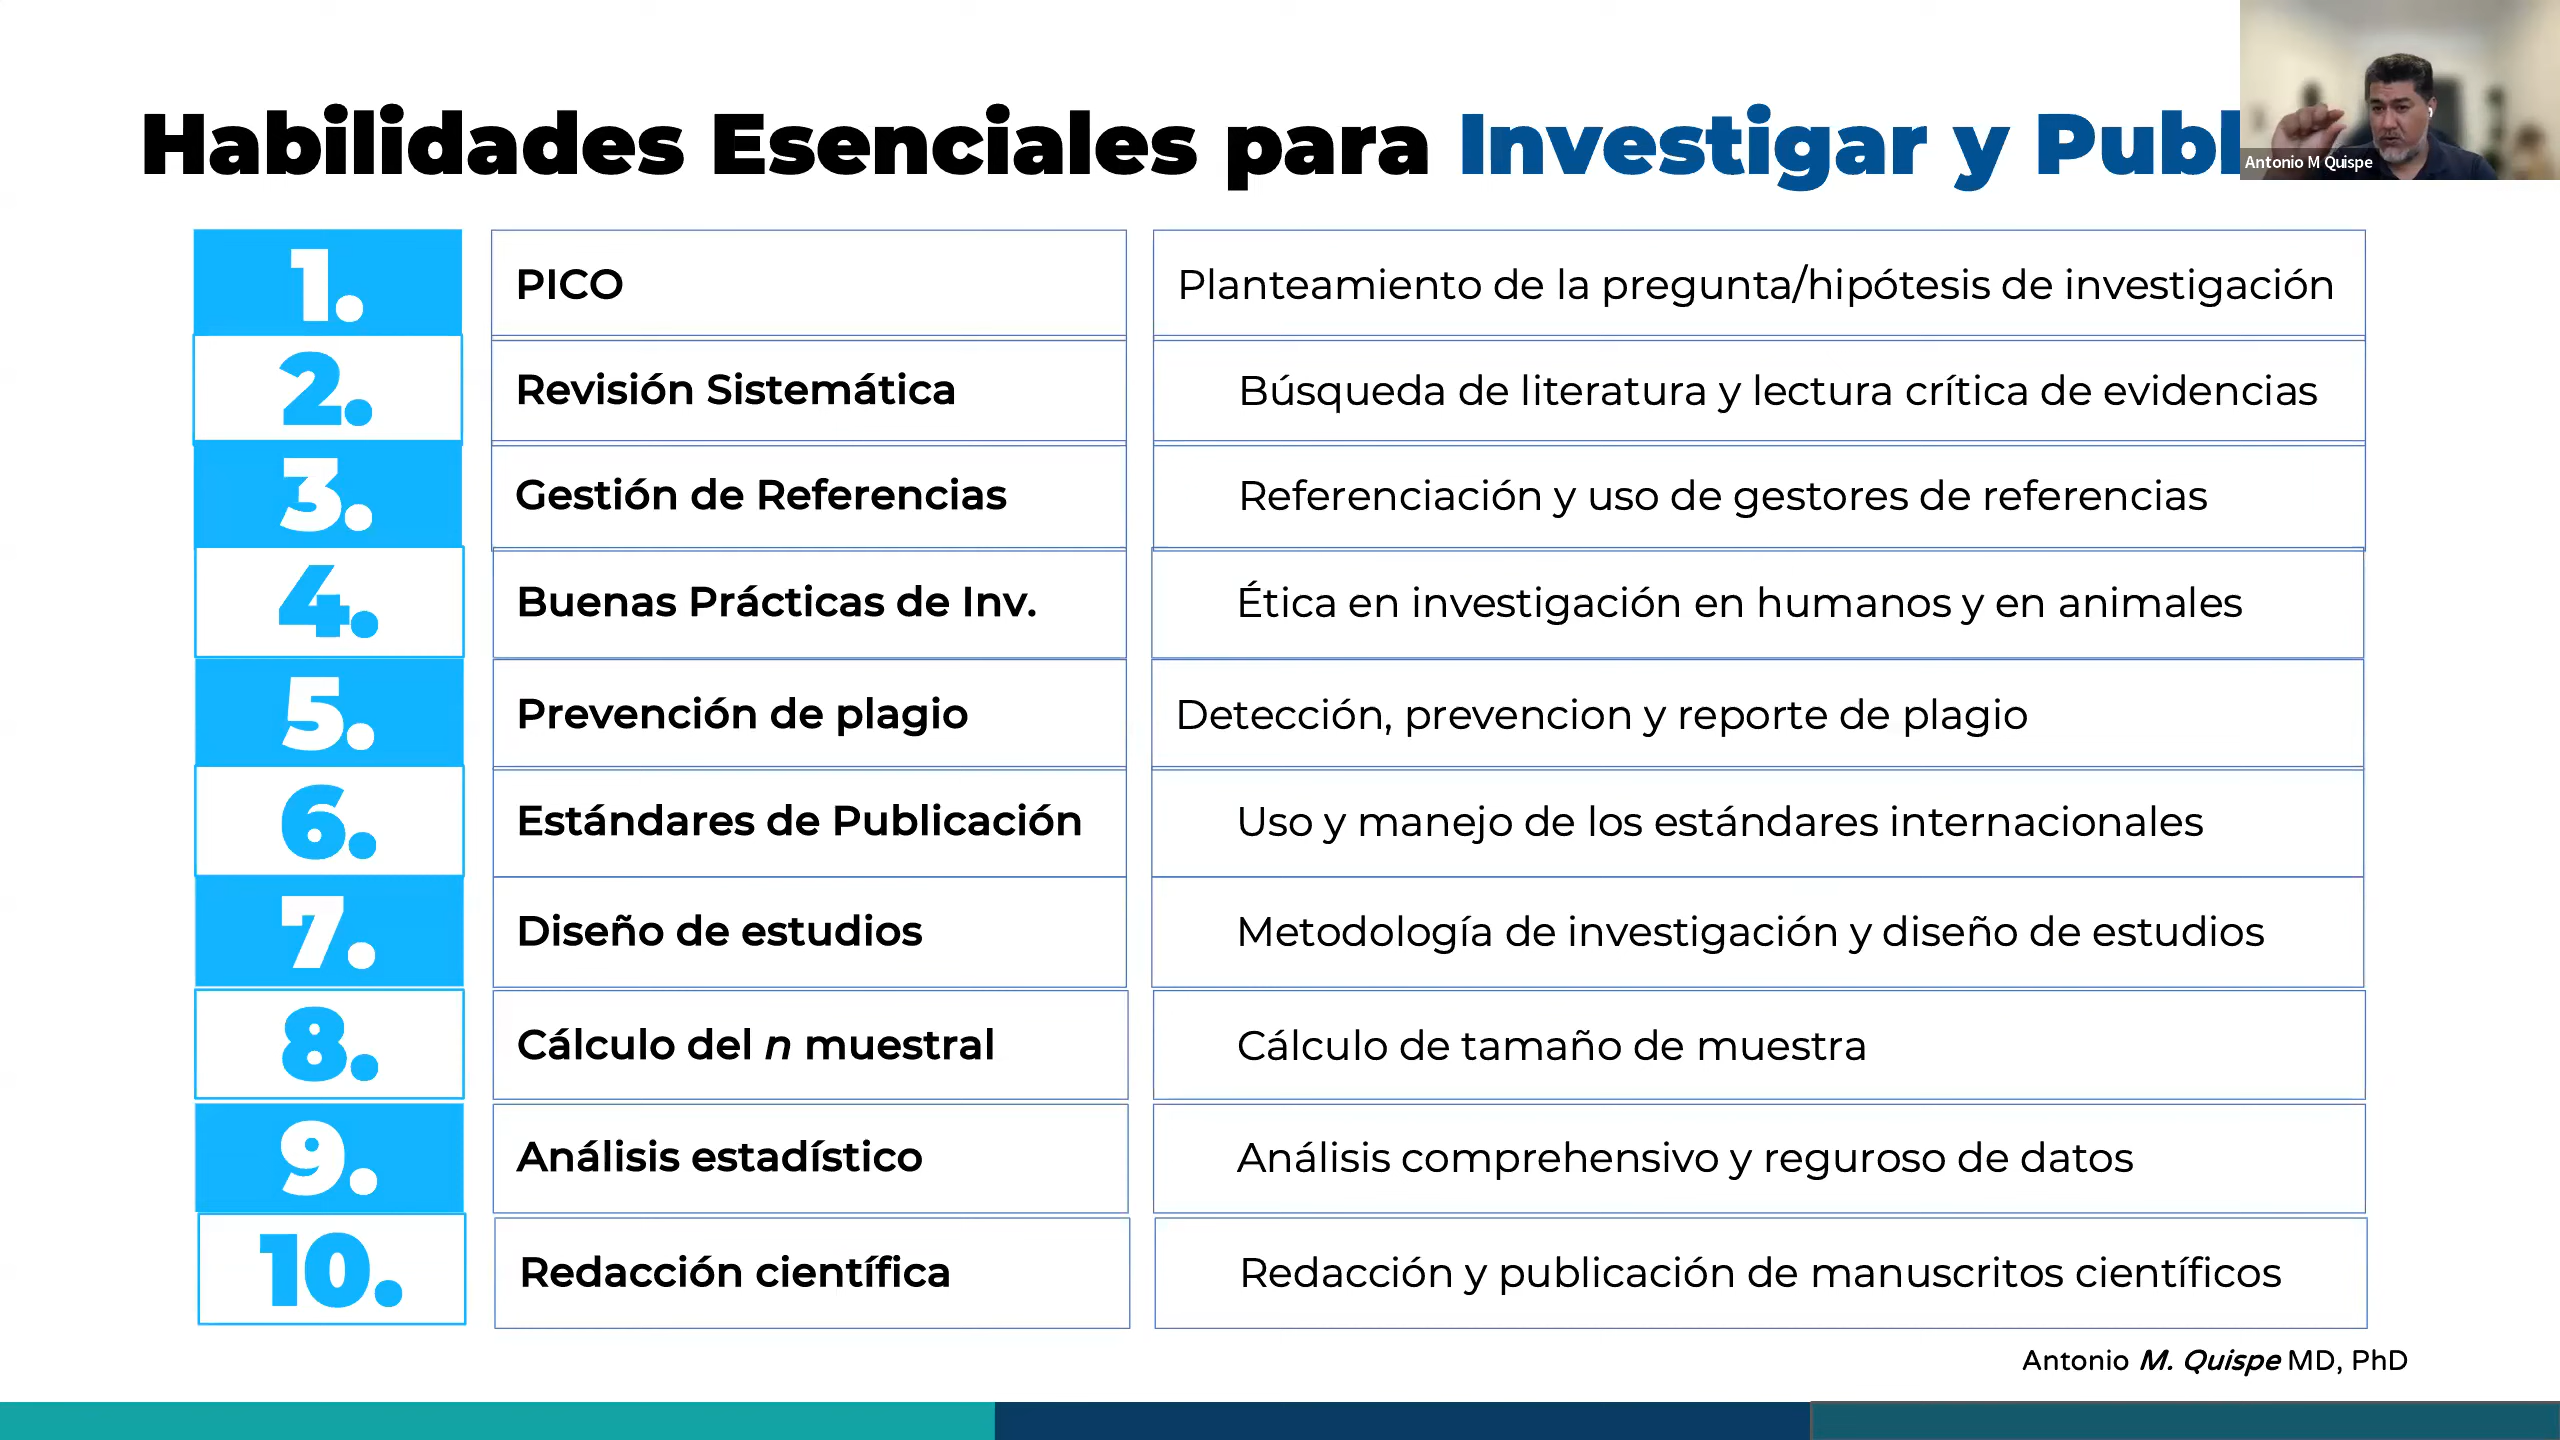 Habilidades Esenciales para Investigar y
Antonio M Quispe
1. PICO Planteamiento de la pregunta/hipótesis de investigación
2. Revisión Sistemática Búsqueda de literatura y lectura crítica de evidencias
3. Gestión de Referencias Referenciación y uso de gestores de referencias
4. Buenas Prácticas de Inv. Ética en investigación en humanos y en animales
5. Prevención de plagio Detección, prevencion y reporte de plagio
6. Estándares de Publicación Uso y manejo de los estándares internacionales
7. Diseño de estudios Metodología de investigación y diseño de estudios
8. Cálculo del n muestral Cálculo de tamaño de muestra
9. Análisis estadístico Análisis comprehensivo y reguroso de datos
10. Redacción científica Redacción y publicación de manuscritos científicos
Antonio M. Quispe MD, PhD